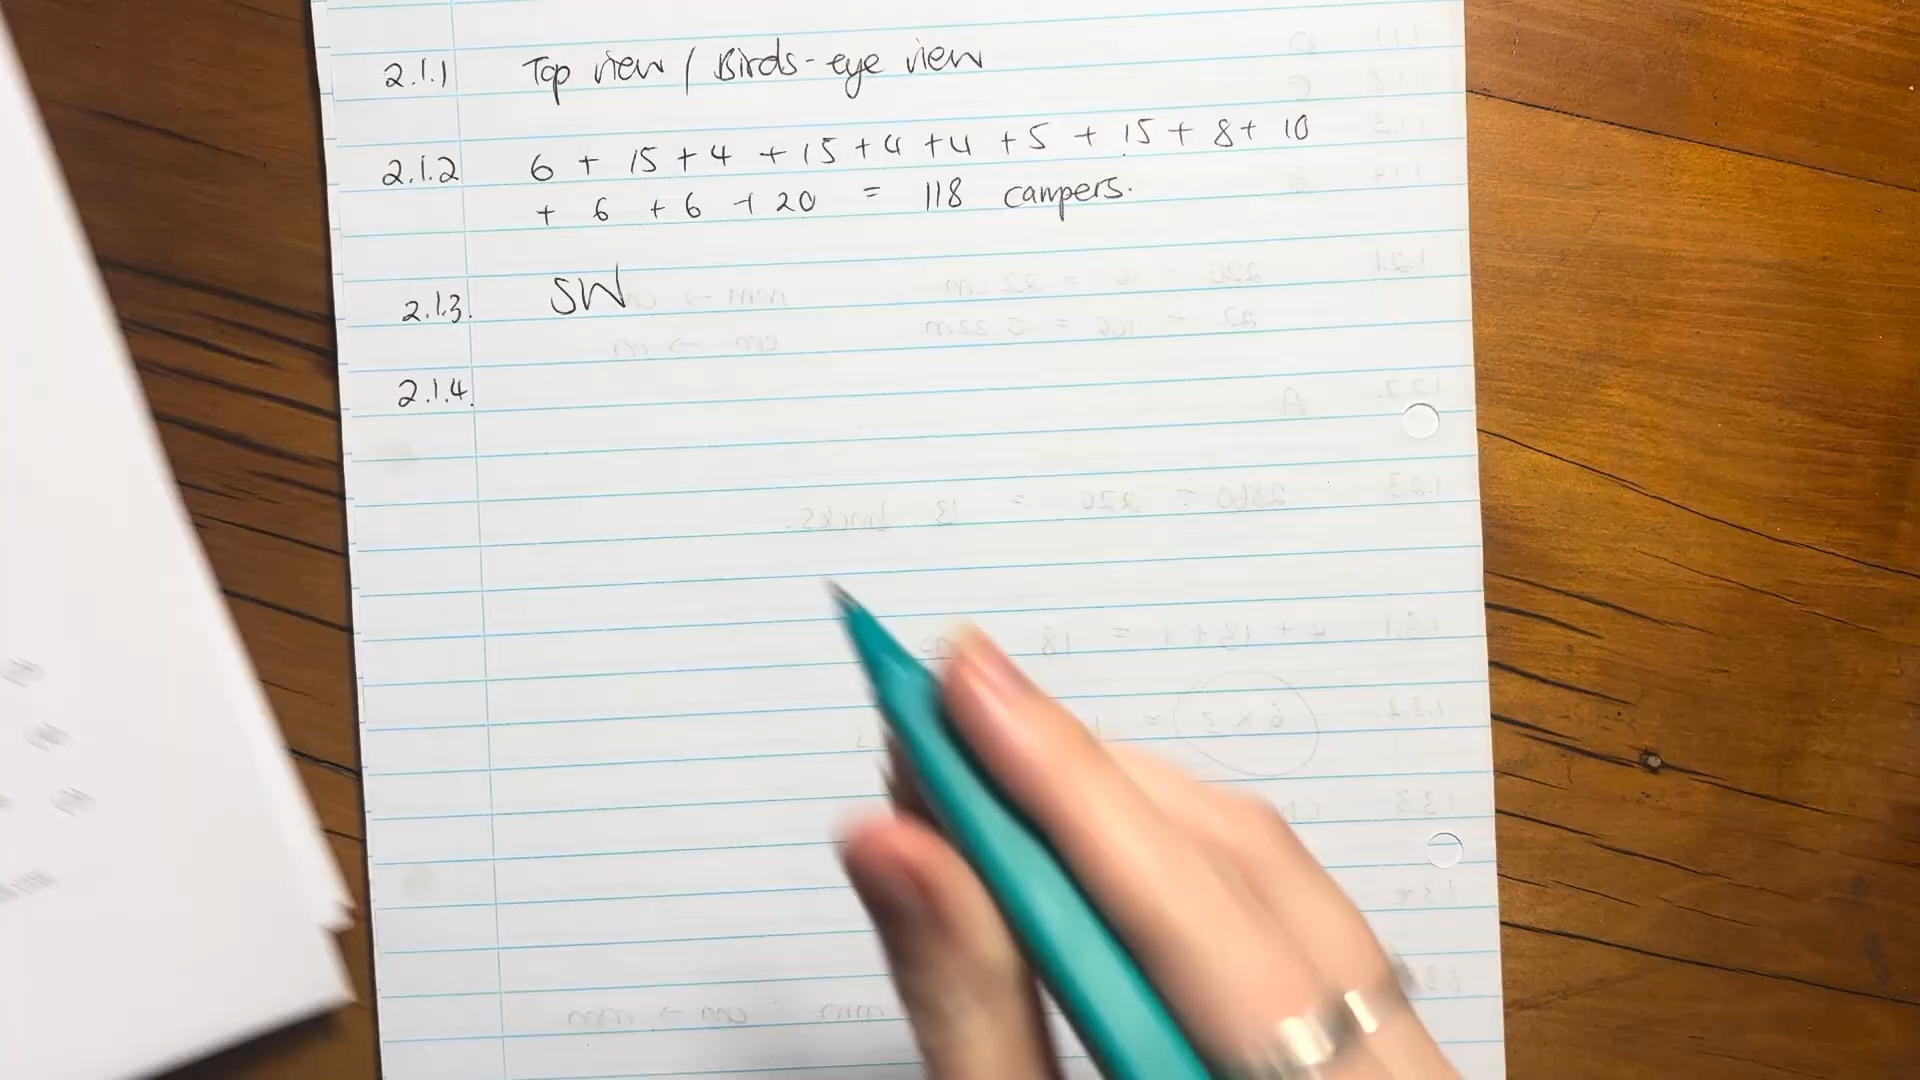 2.1.1 Top view / Birds-eye view
2.1.2 6 + 15 + 4 + 15 + 4 + 4 + 5 + 15 + 8 + 10
+ 6 + 6 + 20 = 118 campers.
2.1.3. SW
2.1.4.